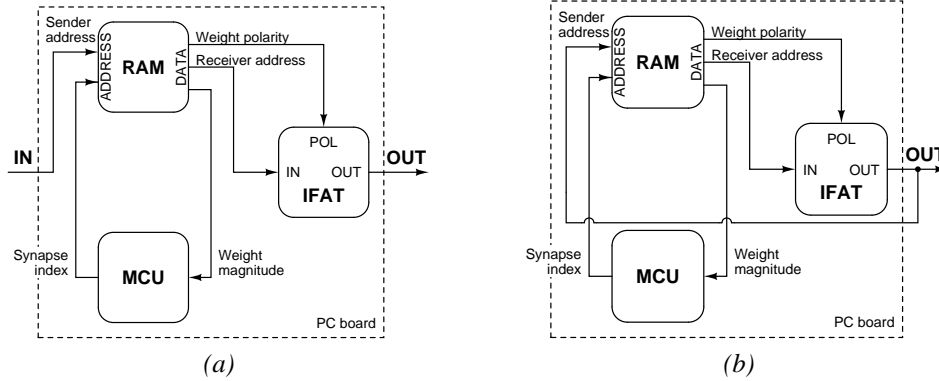 Sender
address
Weight polarity
Receiver address
ADDRESS
RAM
DATA
IN
POL
IN
OUT
IFAT
OUT
Synapse
index
MCU
Weight
magnitude
PC board
(a)
Sender
address
Weight polarity
Receiver address
ADDRESS
RAM
DATA
POL
IN
OUT
IFAT
OUT
Synapse
index
MCU
Weight
magnitude
PC board
(b)